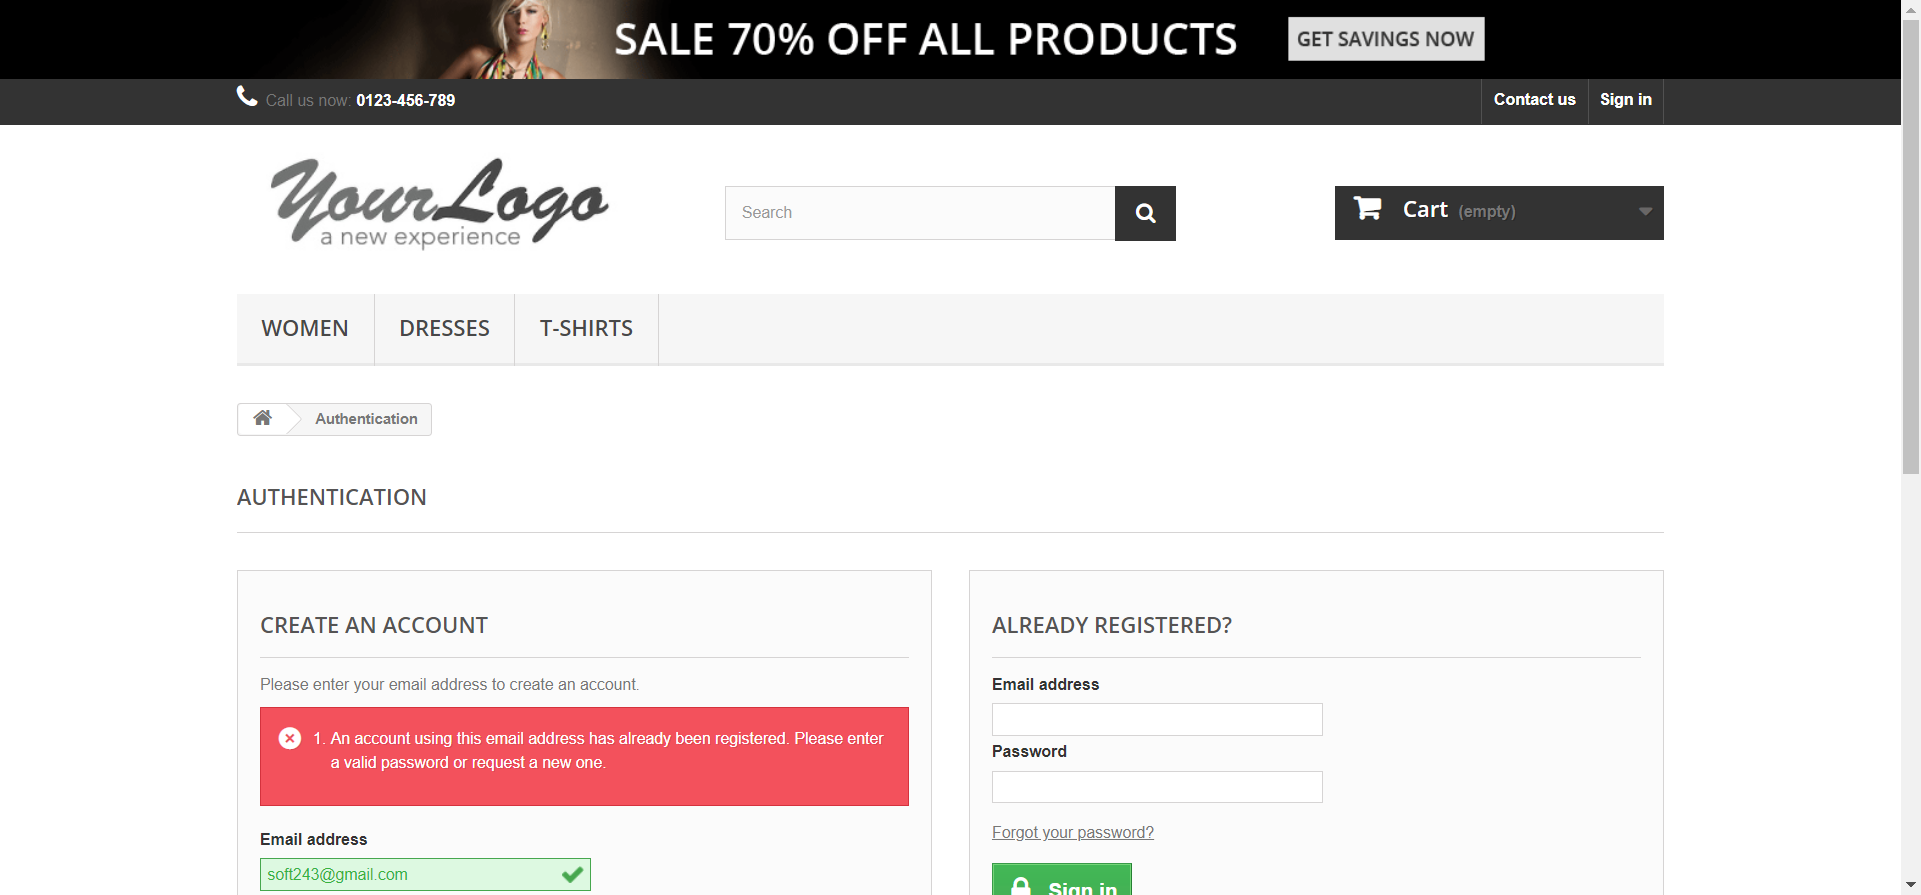 SALE 70% OFF ALL PRODUCTS
GET SAVINGS NOW
Call us now: 0123-456-789
Contact us
Sign in
YourLogo
a new experience
Search
Cart (empty)
WOMEN
DRESSES
T-SHIRTS
Authentication
AUTHENTICATION
CREATE AN ACCOUNT
Please enter your email address to create an account.
1. An account using this email address has already been registered. Please enter
a valid password or request a new one.
Email address
soft243@gmail.com
ALREADY REGISTERED?
Email address
Password
Forgot your password?
Sign in